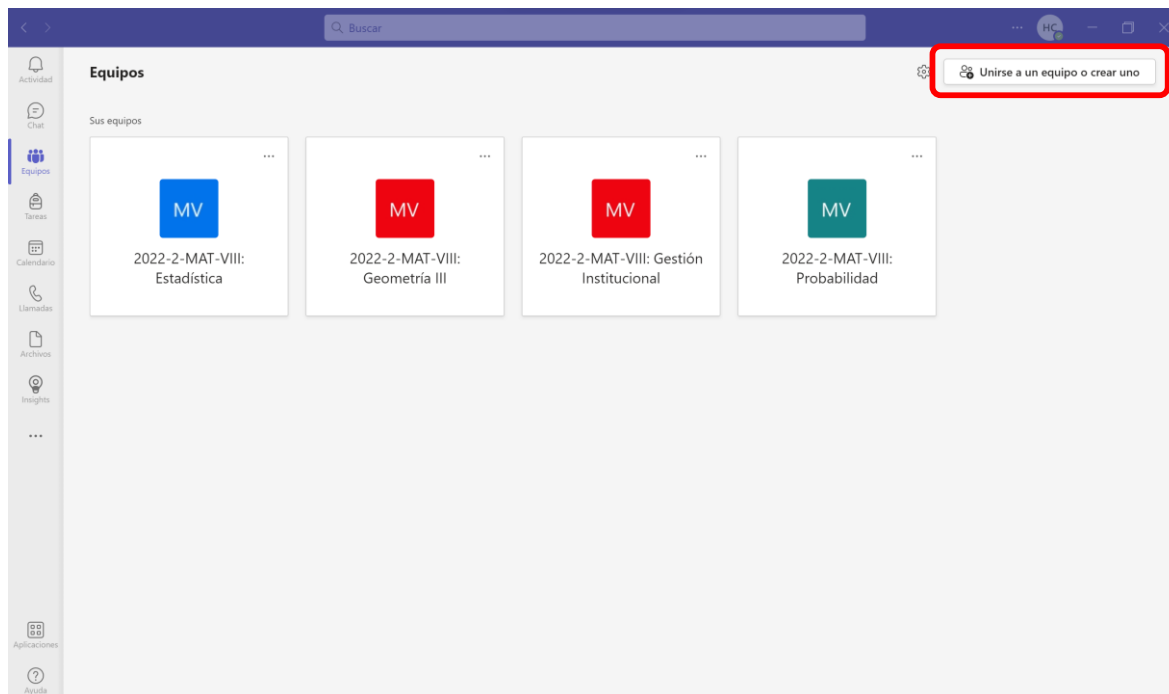 Buscar
HC
Actividad
Chat
Equipos
Tareas
Calendario
Llamadas
Archivos
Insights
Aplicaciones
Ayuda
Equipos
Unirse a un equipo o crear uno
Sus equipos
MV
2022-2-MAT-VIII:
Estadística
MV
2022-2-MAT-VIII:
Geometría III
MV
2022-2-MAT-VIII: Gestión
Institucional
MV
2022-2-MAT-VIII:
Probabilidad